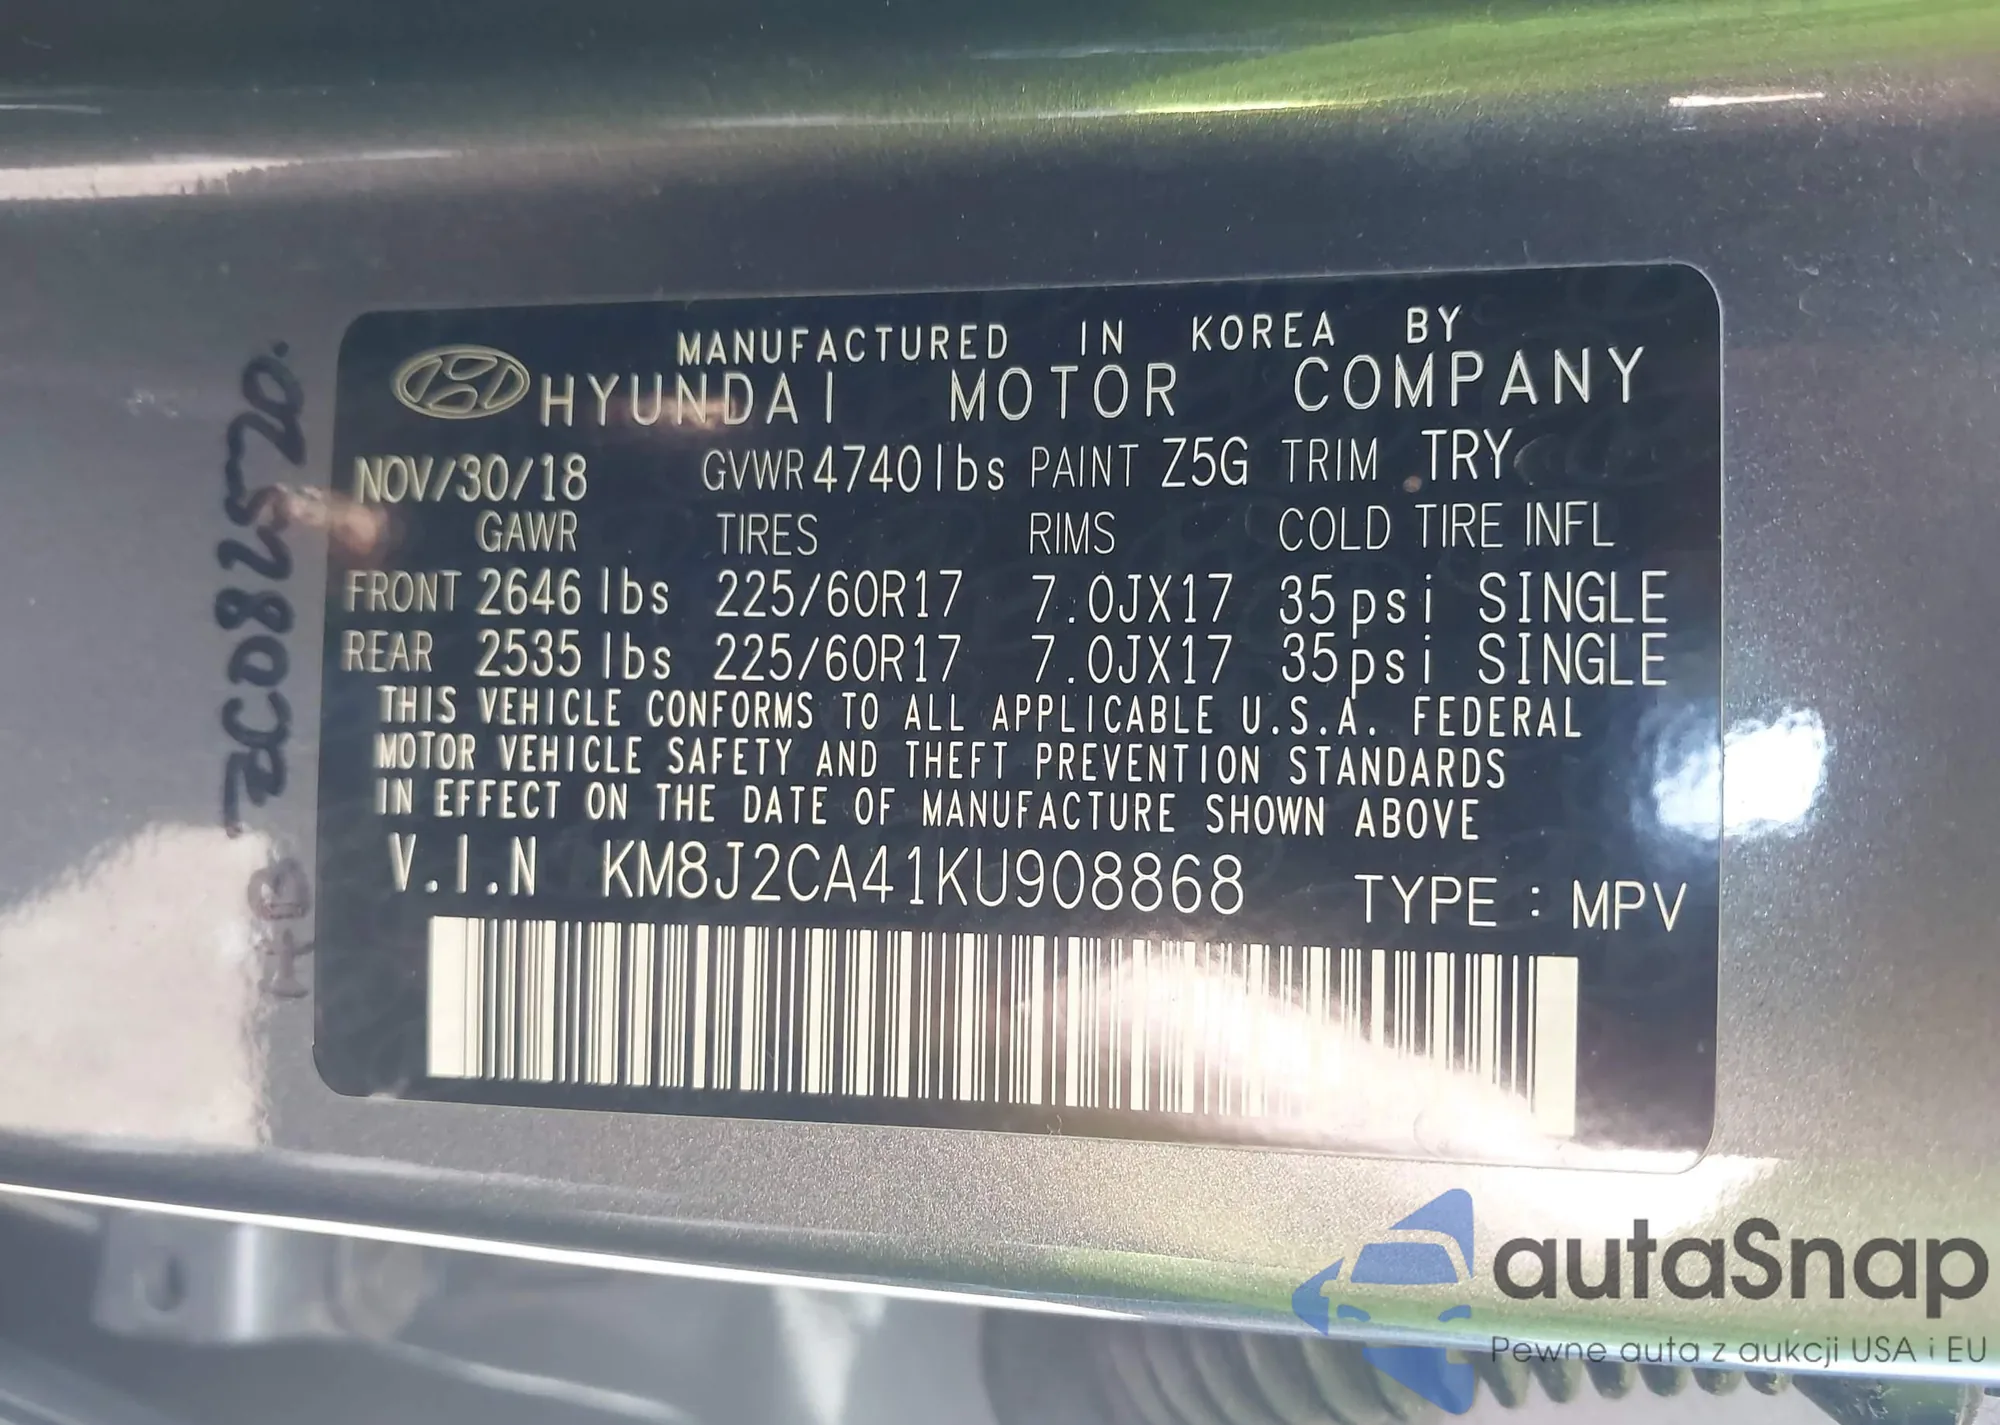 MANUFACTURED IN KOREA BY
HYUNDAI MOTOR COMPANY
NOV/30/18 GVWR 4740lbs PAINT Z5G TRIM TRY
GAWR TIRES RIMS COLD TIRE INFL
FRONT 2646 lbs 225/60R17 7.0JX17 35psi SINGLE
REAR 2535 lbs 225/60R17 7.0JX17 35psi SINGLE
THIS VEHICLE CONFORMS TO ALL APPLICABLE U.S.A. FEDERAL
MOTOR VEHICLE SAFETY AND THEFT PREVENTION STANDARDS
IN EFFECT ON THE DATE OF MANUFACTURE SHOWN ABOVE
V.I.N KM8J2CA41KU908868 TYPE : MPV
autaSnap
Pewne auta z aukcji USA i EU